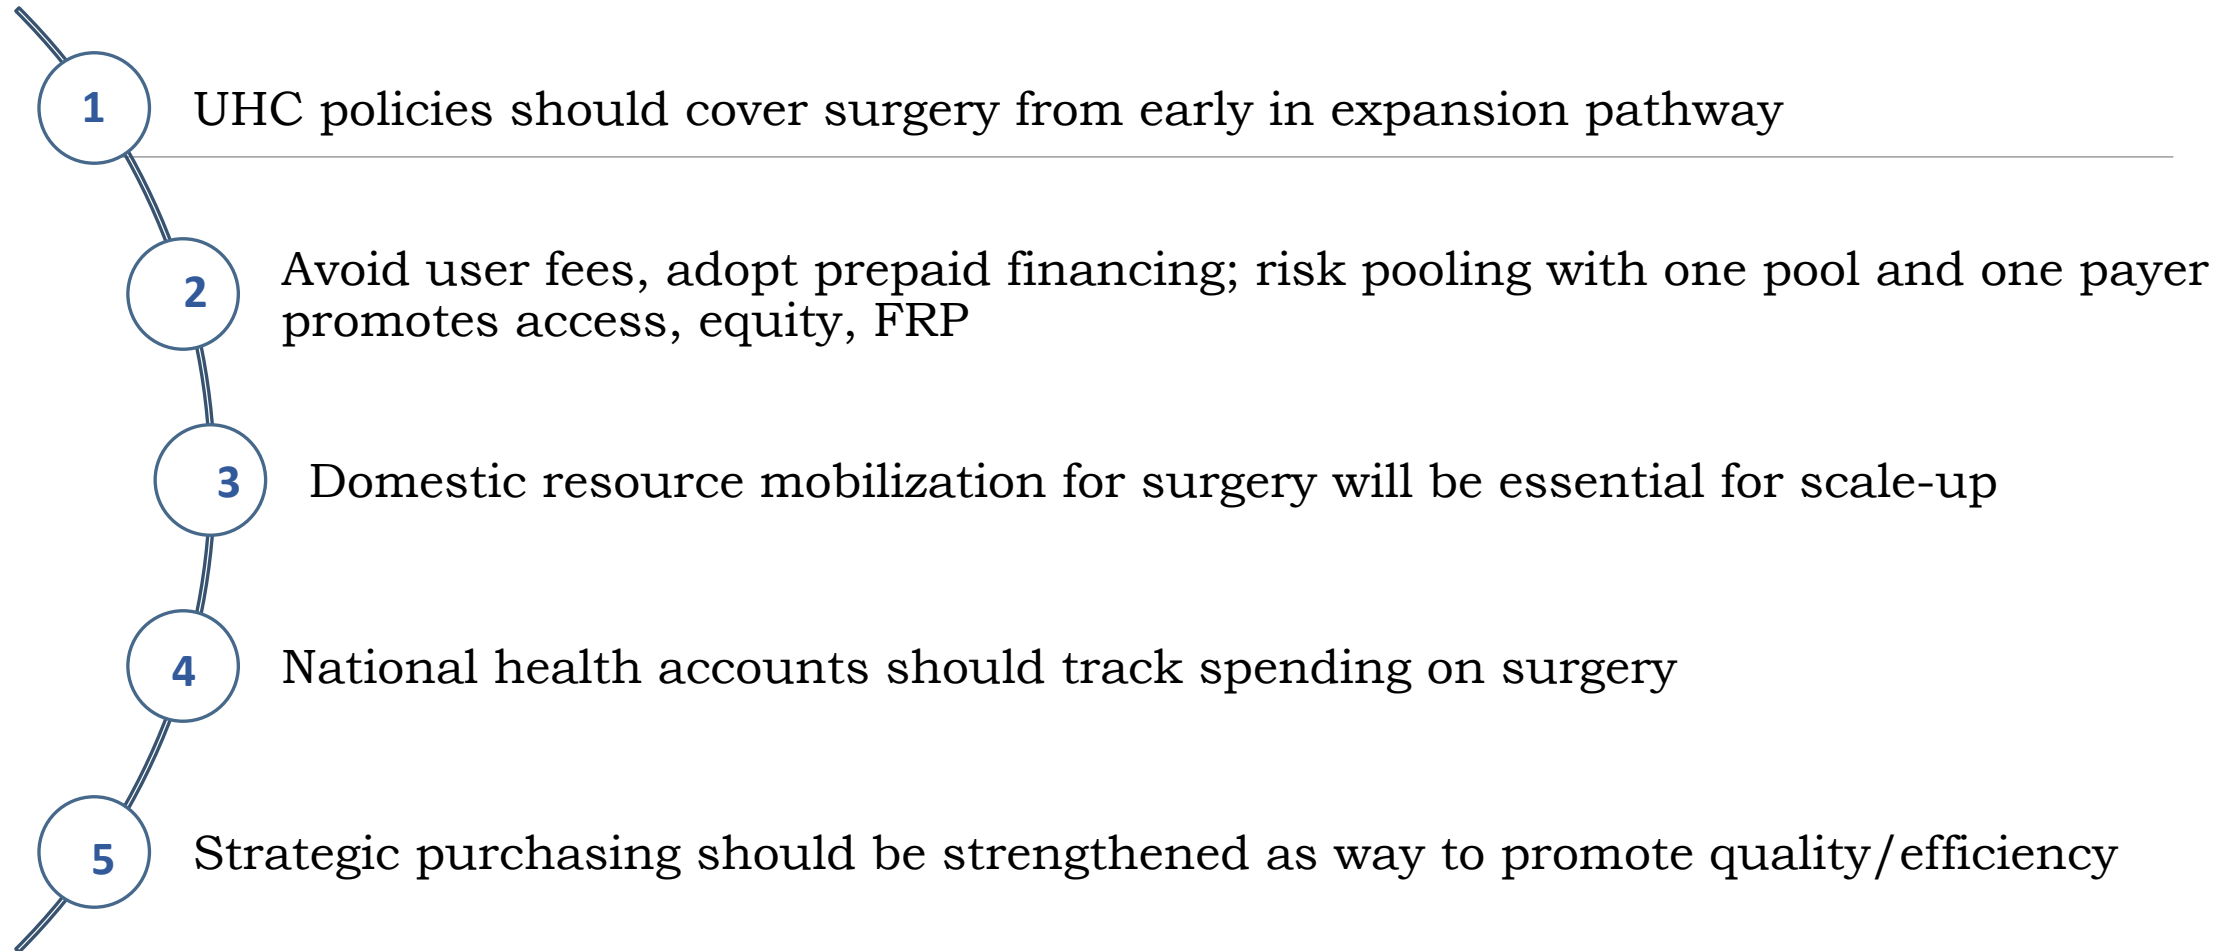 1
UHC policies should cover surgery from early in expansion pathway
2
Avoid user fees, adopt prepaid financing; risk pooling with one pool and one payer
promotes access, equity, FRP
3
Domestic resource mobilization for surgery will be essential for scale-up
4
National health accounts should track spending on surgery
5
Strategic purchasing should be strengthened as way to promote quality/efficiency